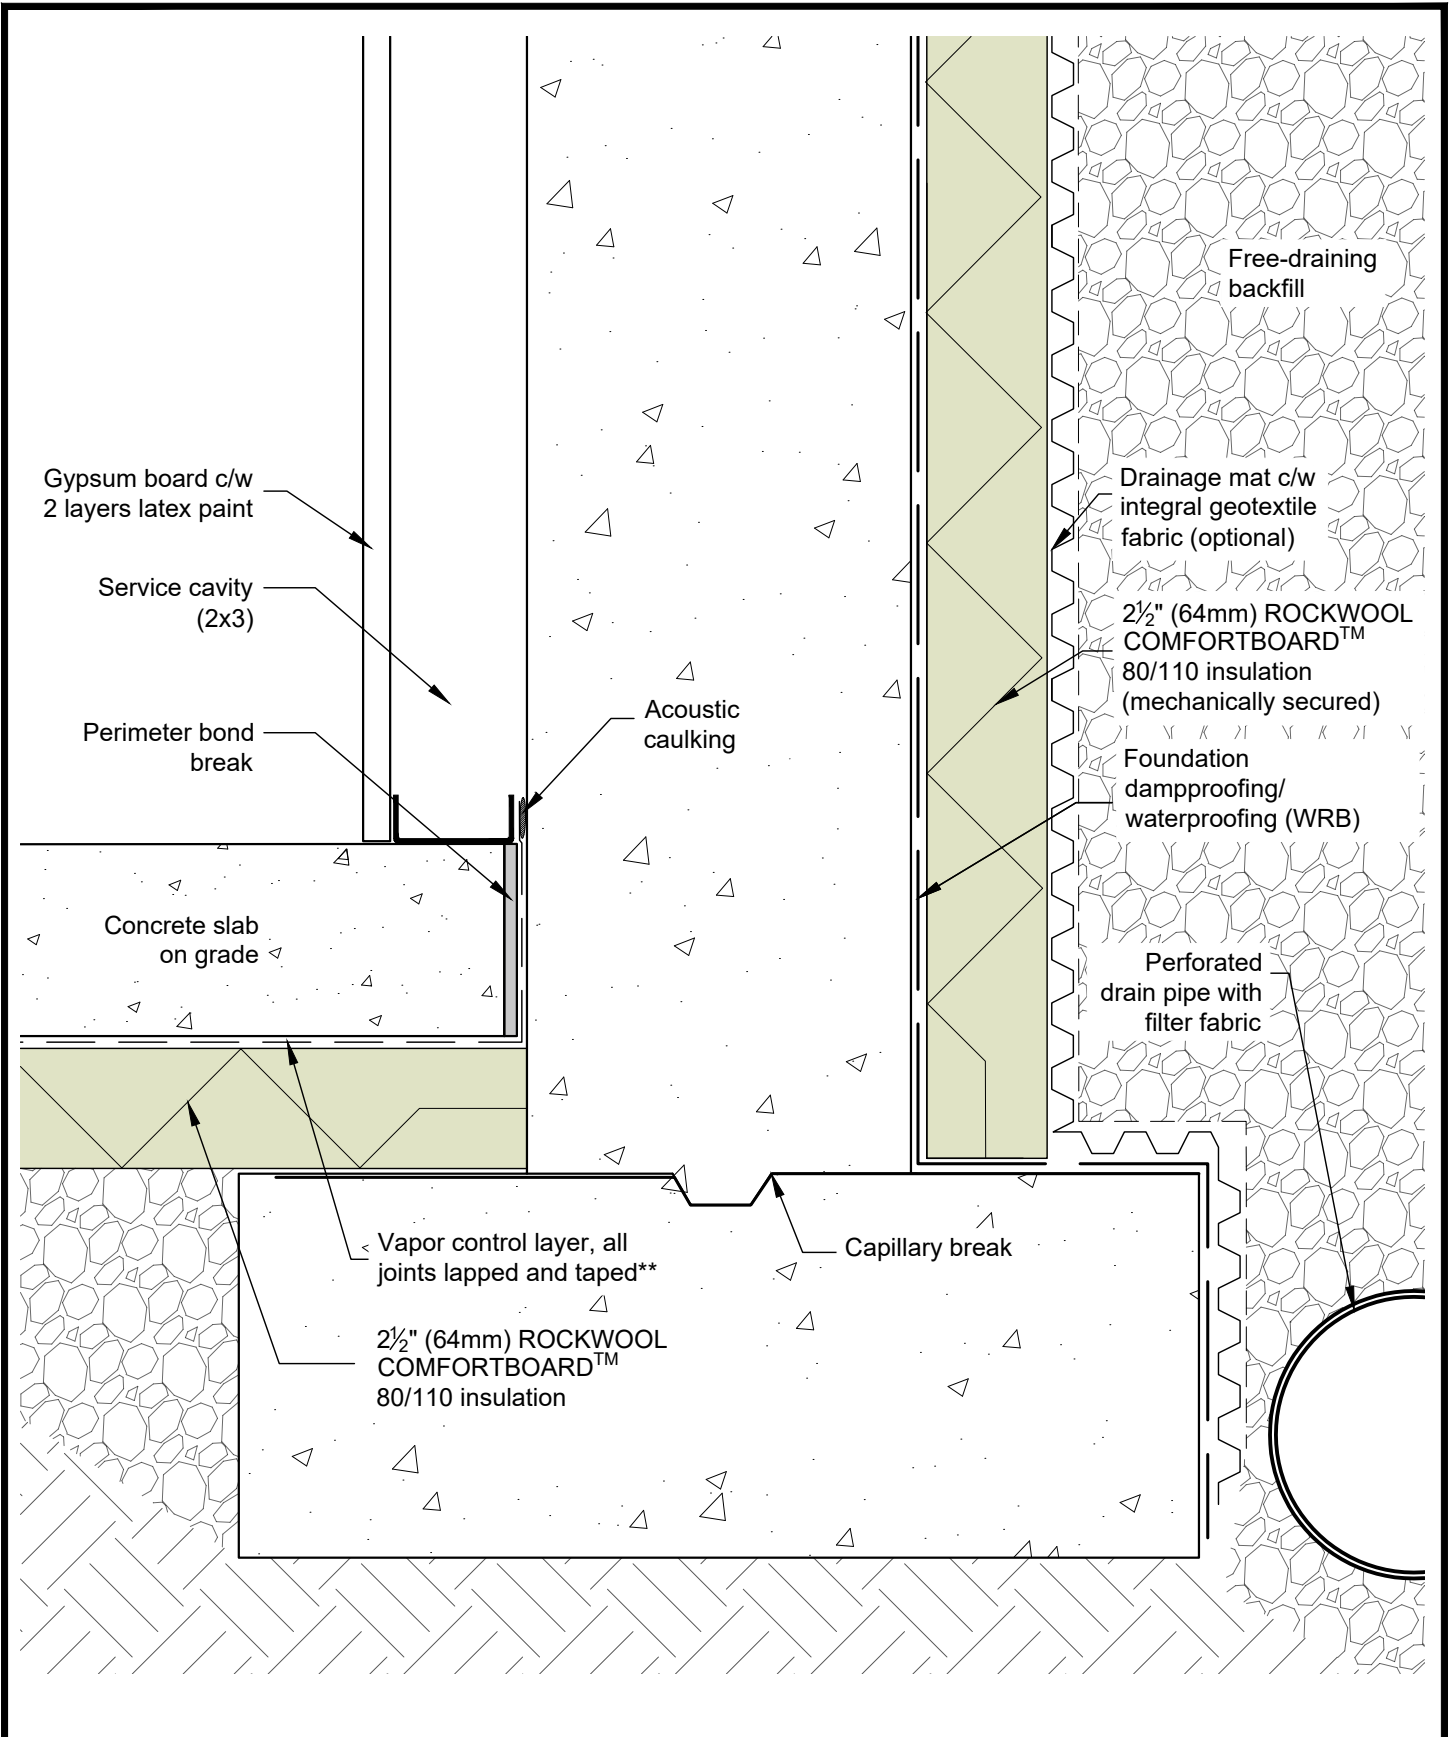 Free-draining
backfill
Gypsum board c/w
2 layers latex paint
Drainage mat c/w
integral geotextile
fabric (optional)
Service cavity
(2x3)
2½" (64mm) ROCKWOOL
COMFORTBOARD™
80/110 insulation
(mechanically secured)
Acoustic
caulking
Perimeter bond
break
Foundation
dampproofing/
waterproofing (WRB)
Concrete slab
on grade
Perforated
drain pipe with
filter fabric
Vapor control layer, all
joints lapped and taped**
Capillary break
2½" (64mm) ROCKWOOL
COMFORTBOARD™
80/110 insulation